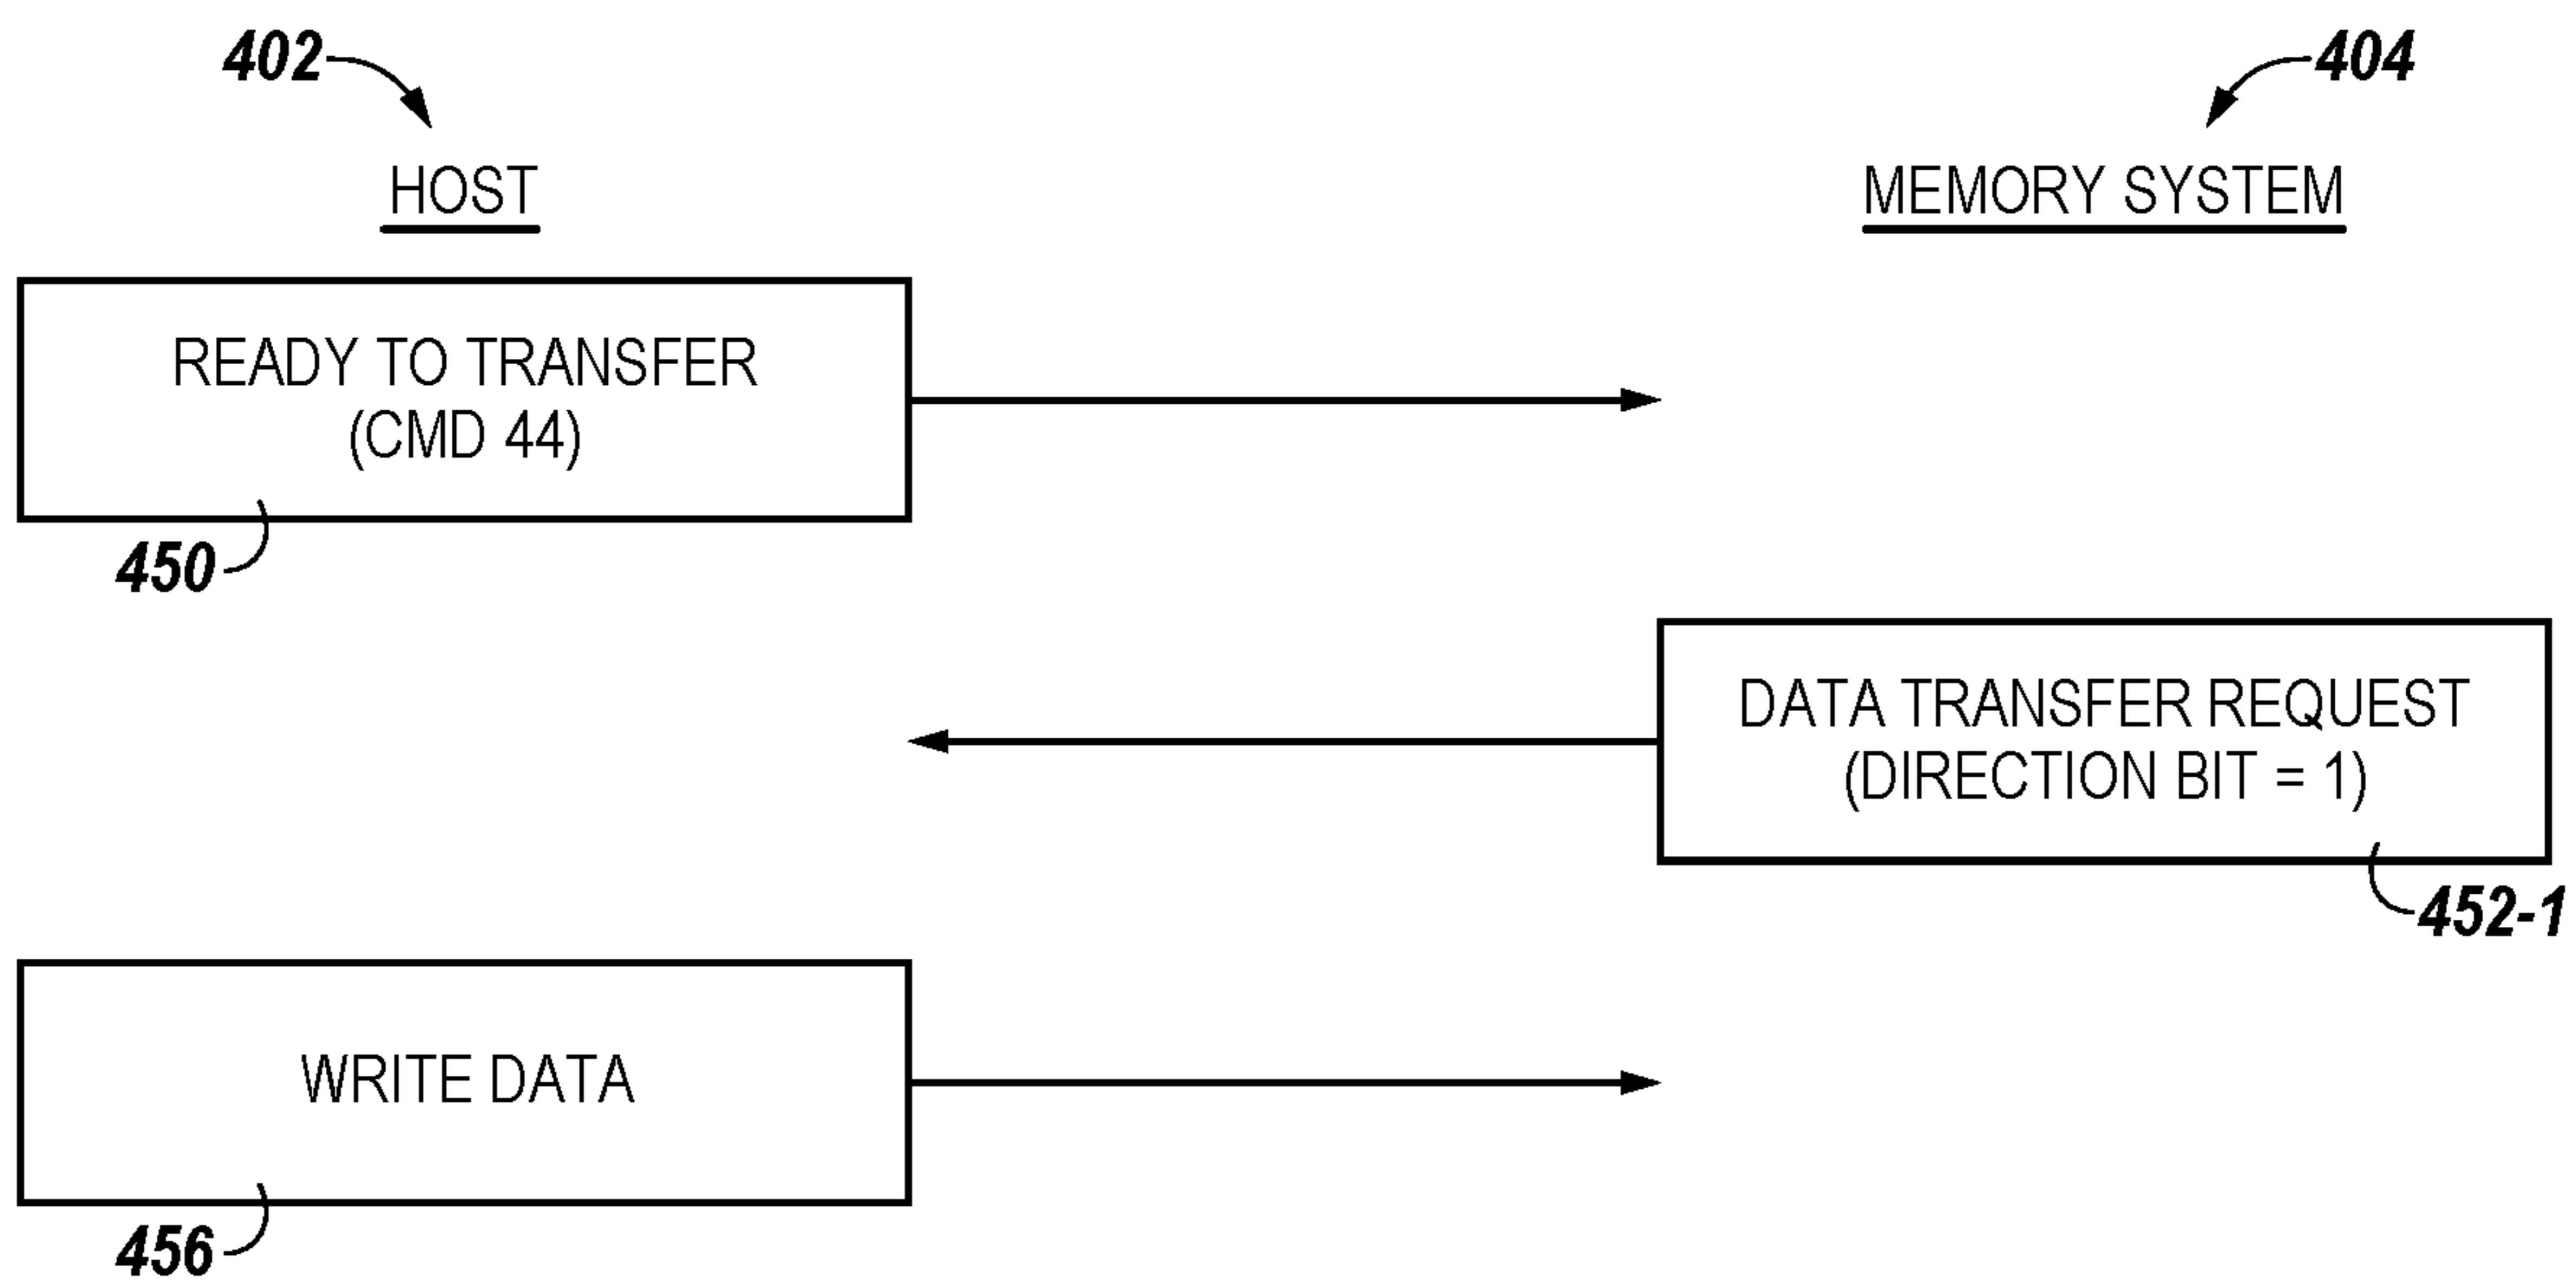 402
404
HOST
MEMORY SYSTEM
READY TO TRANSFER
(CMD 44)
450
DATA TRANSFER REQUEST
(DIRECTION BIT = 1)
452-1
WRITE DATA
456